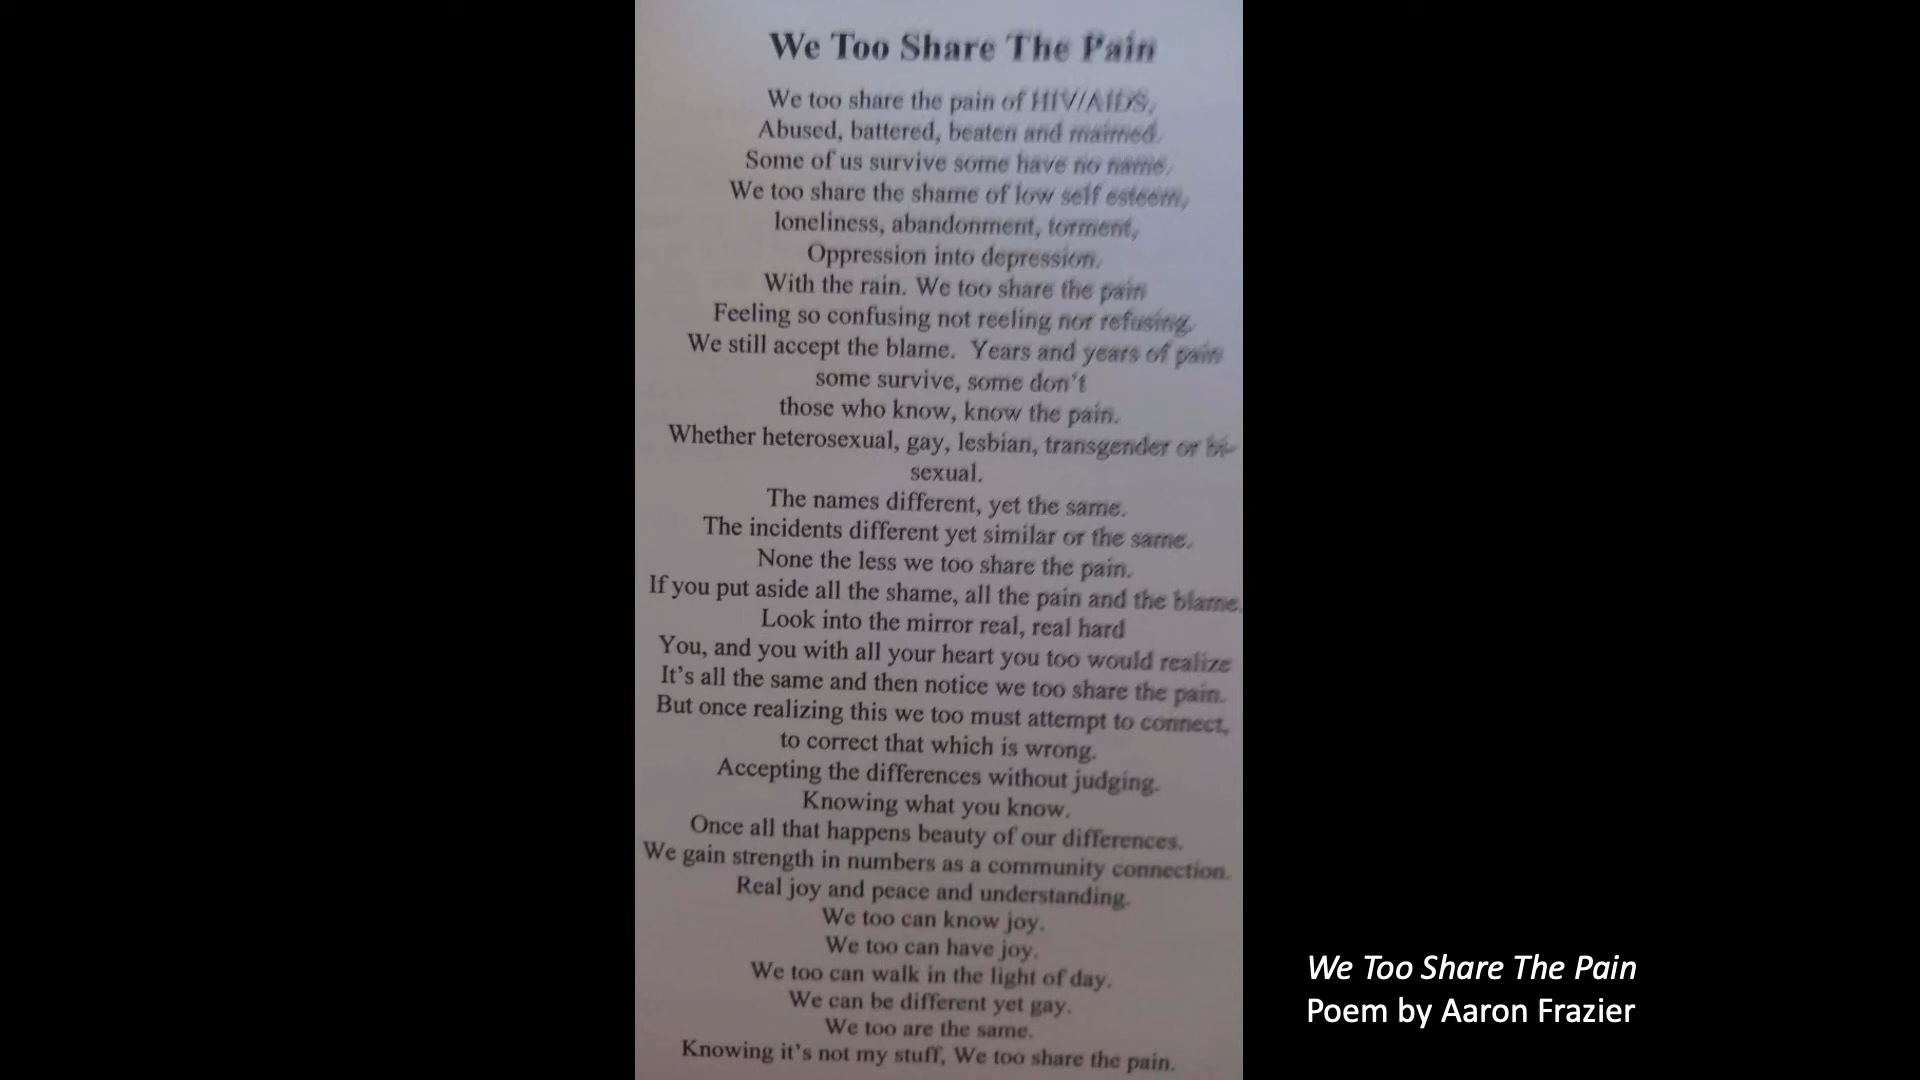 We Too Share The Pain
We too share the pain of HIV/AIDS,
Abused, battered, beaten and maimed.
Some of us survive some have no name.
We too share the shame of low self esteem,
loneliness, abandonment, torment,
Oppression into depression.
With the rain. We too share the pain
Feeling so confusing not reeling nor refusing.
We still accept the blame.  Years and years of pain
some survive, some don't
those who know, know the pain.
Whether heterosexual, gay, lesbian, transgender or bi-
sexual.
The names different, yet the same.
The incidents different yet similar or the same.
None the less we too share the pain.
If you put aside all the shame, all the pain and the blame.
Look into the mirror real, real hard
You, and you with all your heart you too would realize
It's all the same and then notice we too share the pain.
But once realizing this we too must attempt to connect,
to correct that which is wrong.
Accepting the differences without judging.
Knowing what you know.
Once all that happens beauty of our differences.
We gain strength in numbers as a community connection.
Real joy and peace and understanding.
We too can know joy.
We too can have joy.
We too can walk in the light of day.
We can be different yet gay.
We too are the same.
Knowing it's not my stuff, We too share the pain.
We Too Share The Pain
Poem by Aaron Frazier